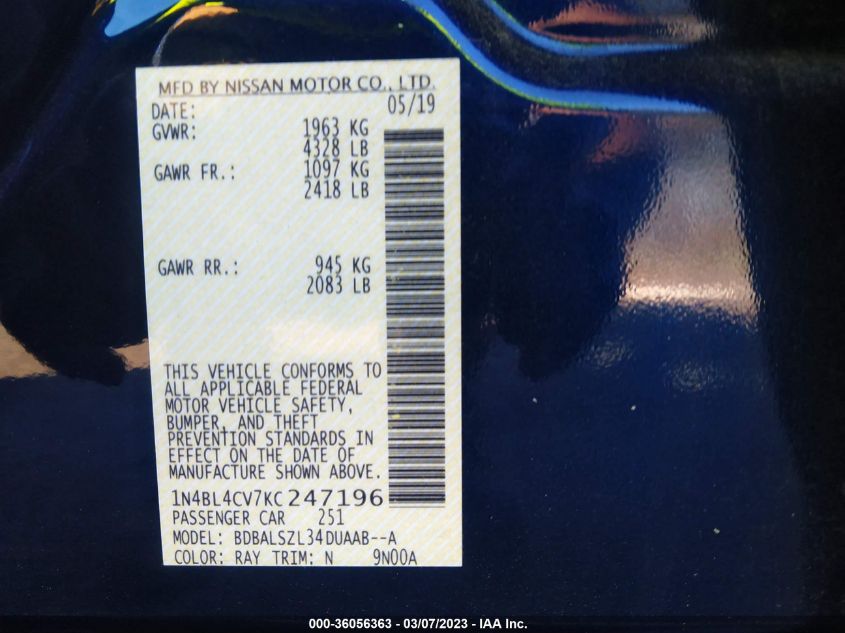 MFD BY NISSAN MOTOR CO., LTD.
DATE: 05/19
GVWR: 1963 KG
4328 LB
GAWR FR.: 1097 KG
2418 LB
GAWR RR.: 945 KG
2083 LB
THIS VEHICLE CONFORMS TO
ALL APPLICABLE FEDERAL
MOTOR VEHICLE SAFETY,
BUMPER, AND THEFT
PREVENTION STANDARDS IN
EFFECT ON THE DATE OF
MANUFACTURE SHOWN ABOVE.
1N4BL4CV7KC247196
PASSENGER CAR 251
MODEL: BDBALSZL34DUAAB--A
COLOR: RAY TRIM: N 9N00A
000-36056363 - 03/07/2023 - IAA Inc.